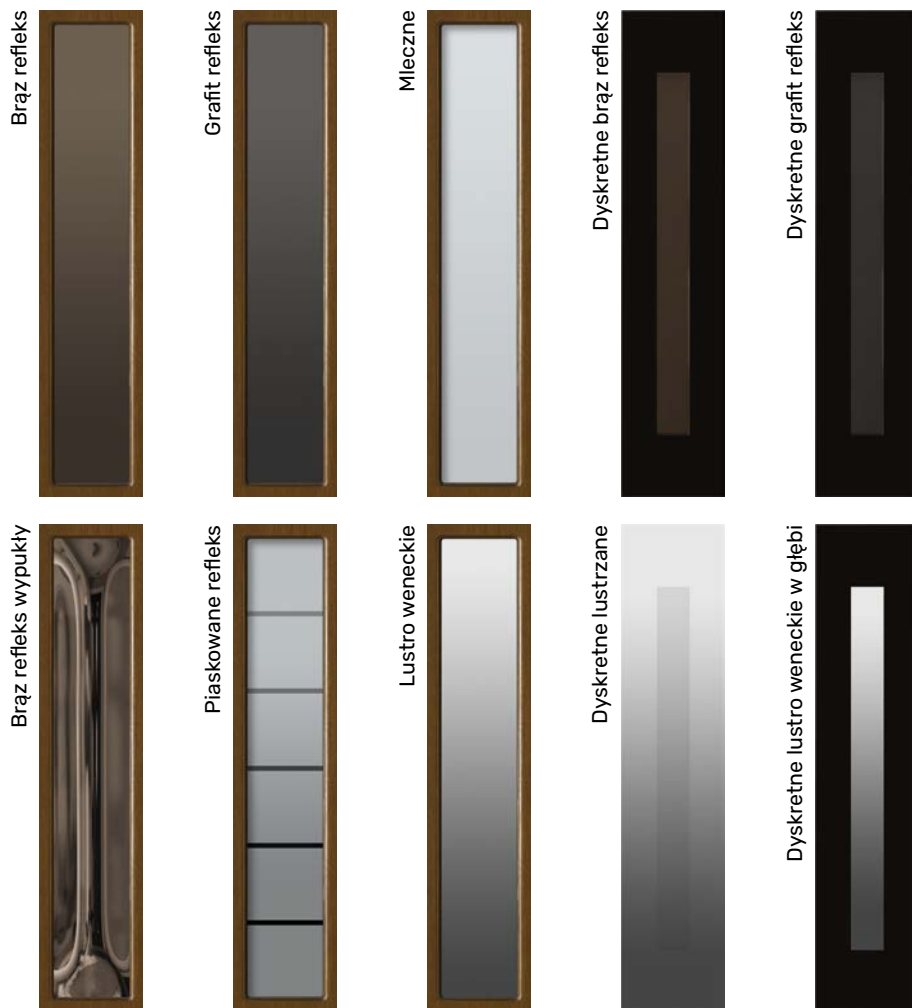 Brąz refleks
Grafit refleks
Mleczne
Dyskretne brąz refleks
Dyskretne grafit refleks
Brąz refleks wypukły
Piaskowane refleks
Lustro weneckie
Dyskretne lustrzane
Dyskretne lustro weneckie w głębi